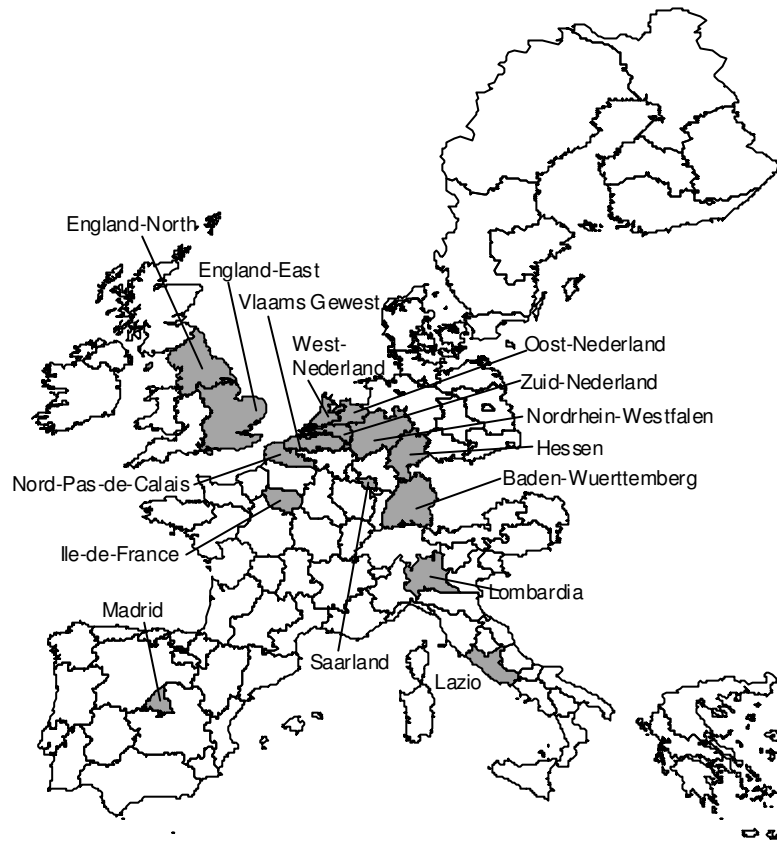 England-North
England-East
Vlaams Gewest
West-
Nederland
Oost-Nederland
Zuid-Nederland
Nordrhein-Westfalen
Hessen
Nord-Pas-de-Calais
Baden-Wuerttemberg
Ile-de-France
Lombardia
Madrid
Saarland
Lazio